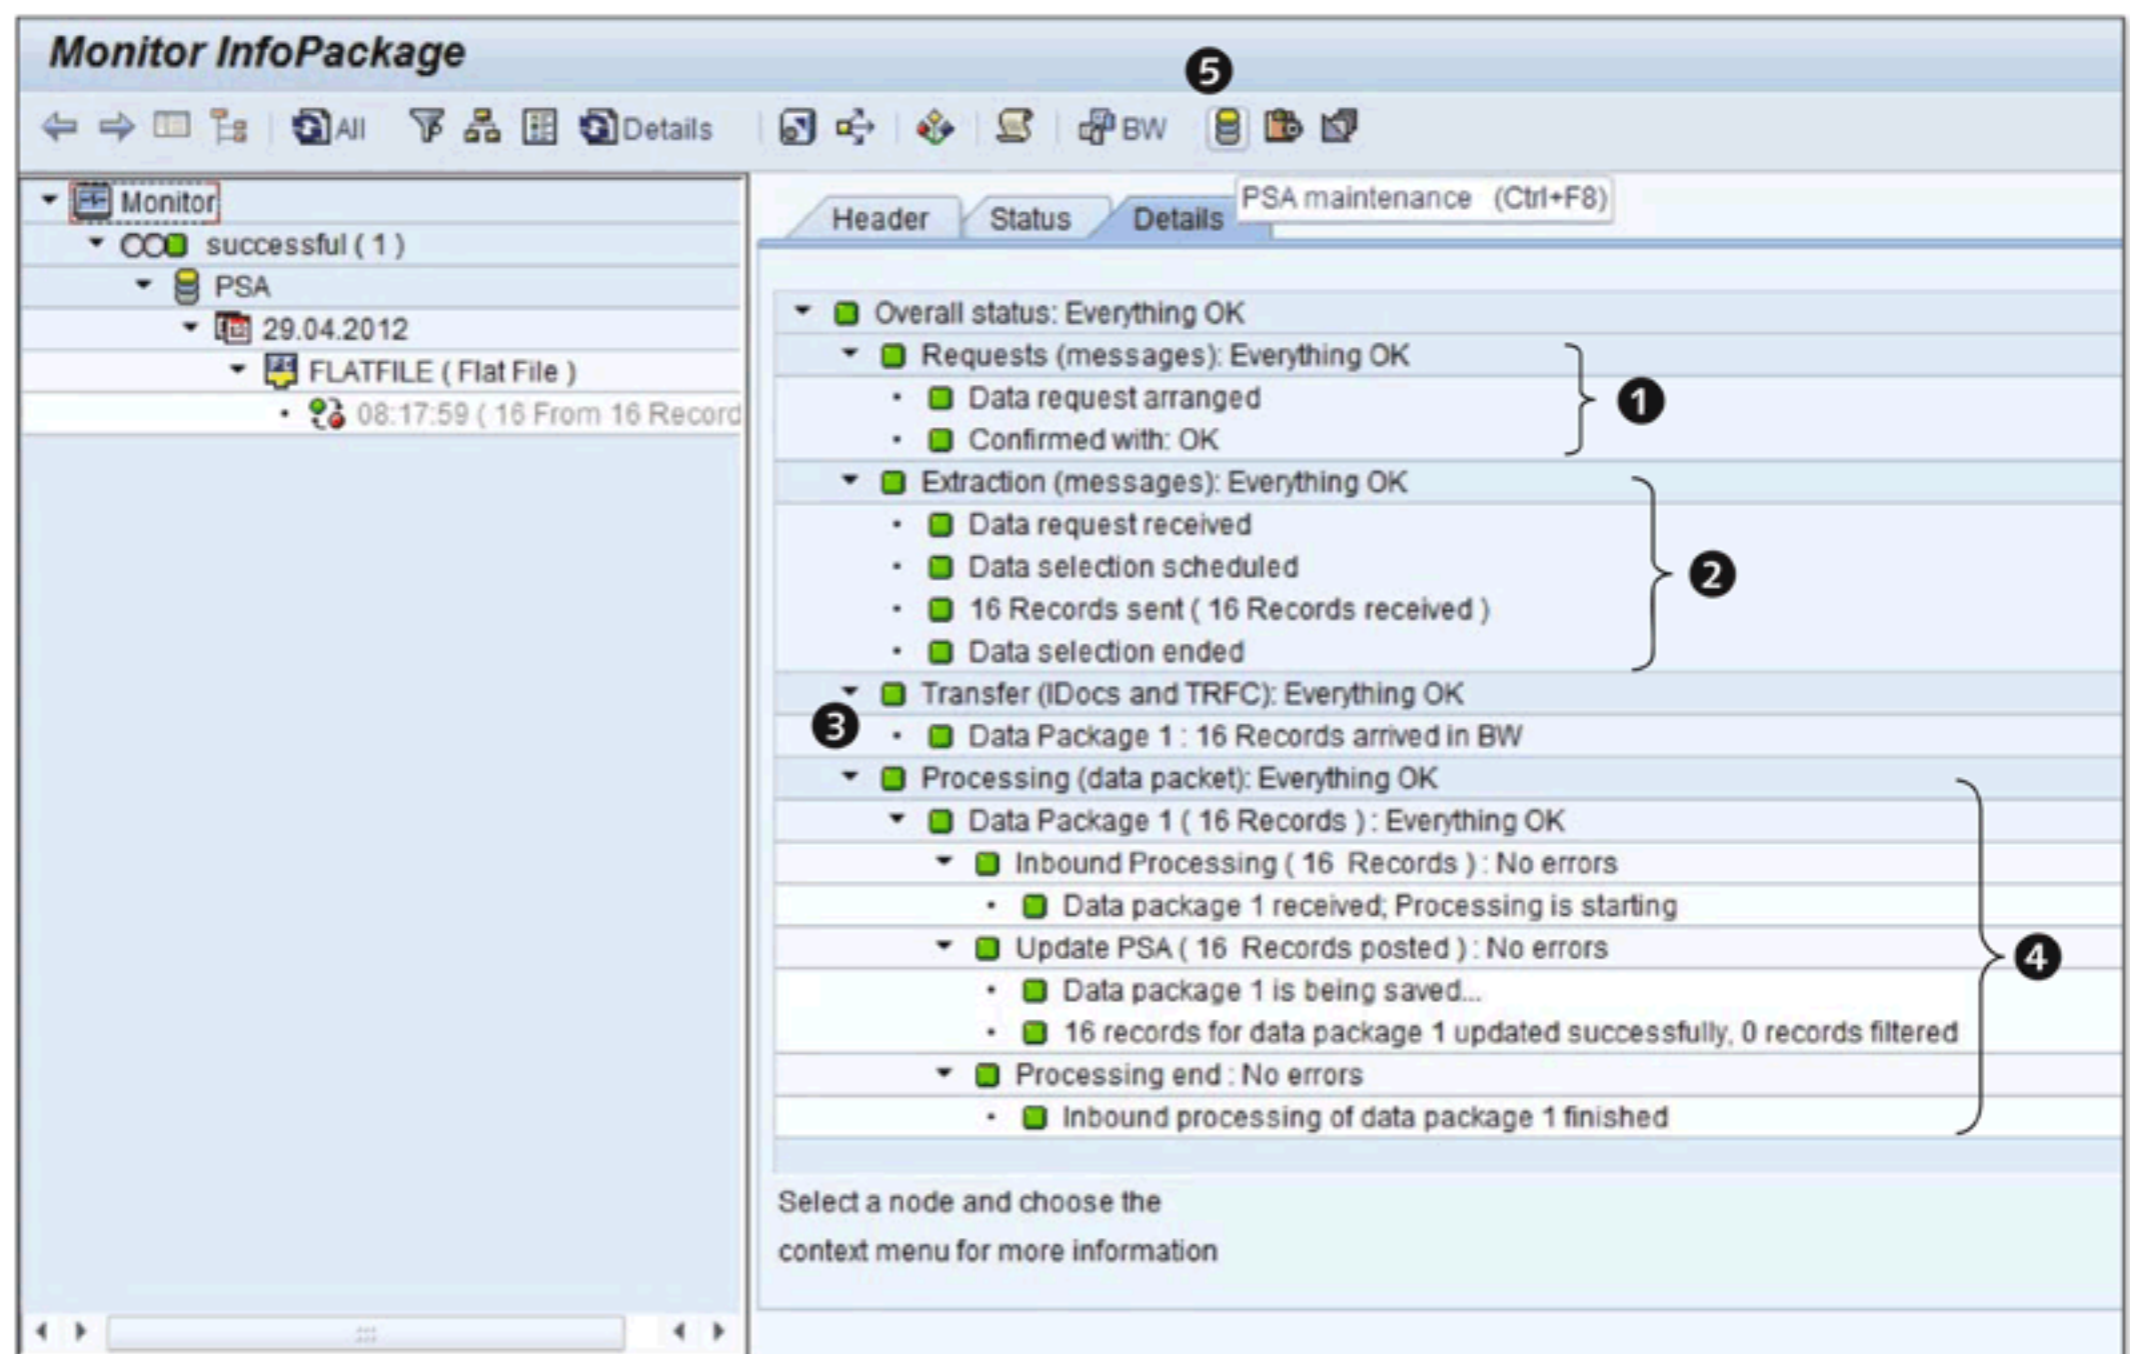 Monitor InfoPackage
❺
All
Details
BW
PSA maintenance (Ctrl+F8)
Monitor
successful ( 1 )
PSA
29.04.2012
FLATFILE ( Flat File )
08:17:59 ( 16 From 16 Record
Header
Status
Details
Overall status: Everything OK
Requests (messages): Everything OK
Data request arranged
❶
Confirmed with: OK
Extraction (messages): Everything OK
Data request received
Data selection scheduled
❷
16 Records sent ( 16 Records received )
Data selection ended
Transfer (IDocs and TRFC): Everything OK
❸
Data Package 1 : 16 Records arrived in BW
Processing (data packet): Everything OK
Data Package 1 ( 16 Records ) : Everything OK
Inbound Processing ( 16 Records ) : No errors
Data package 1 received; Processing is starting
Update PSA ( 16 Records posted ) : No errors
❹
Data package 1 is being saved...
16 records for data package 1 updated successfully, 0 records filtered
Processing end : No errors
Inbound processing of data package 1 finished
Select a node and choose the
context menu for more information